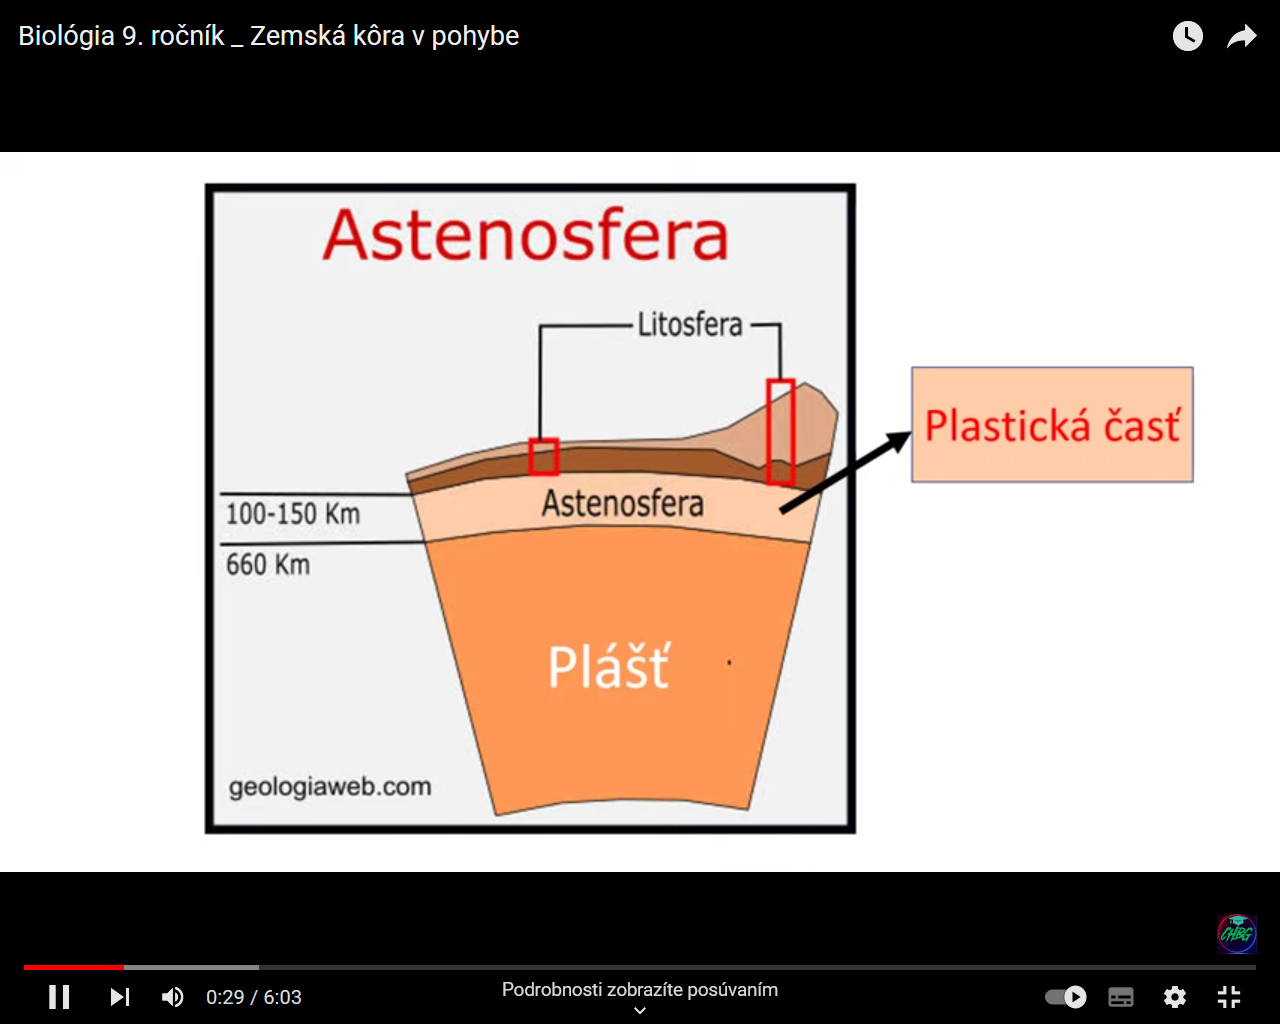 Biológia 9. ročník _ Zemská kôra v pohybe
Astenosfera
Litosfera
Plastická časť
Astenosfera
100-150 Km
660 Km
Plášť
geologiaweb.com
CHBG
0:29 / 6:03
Podrobnosti zobrazíte posúvaním